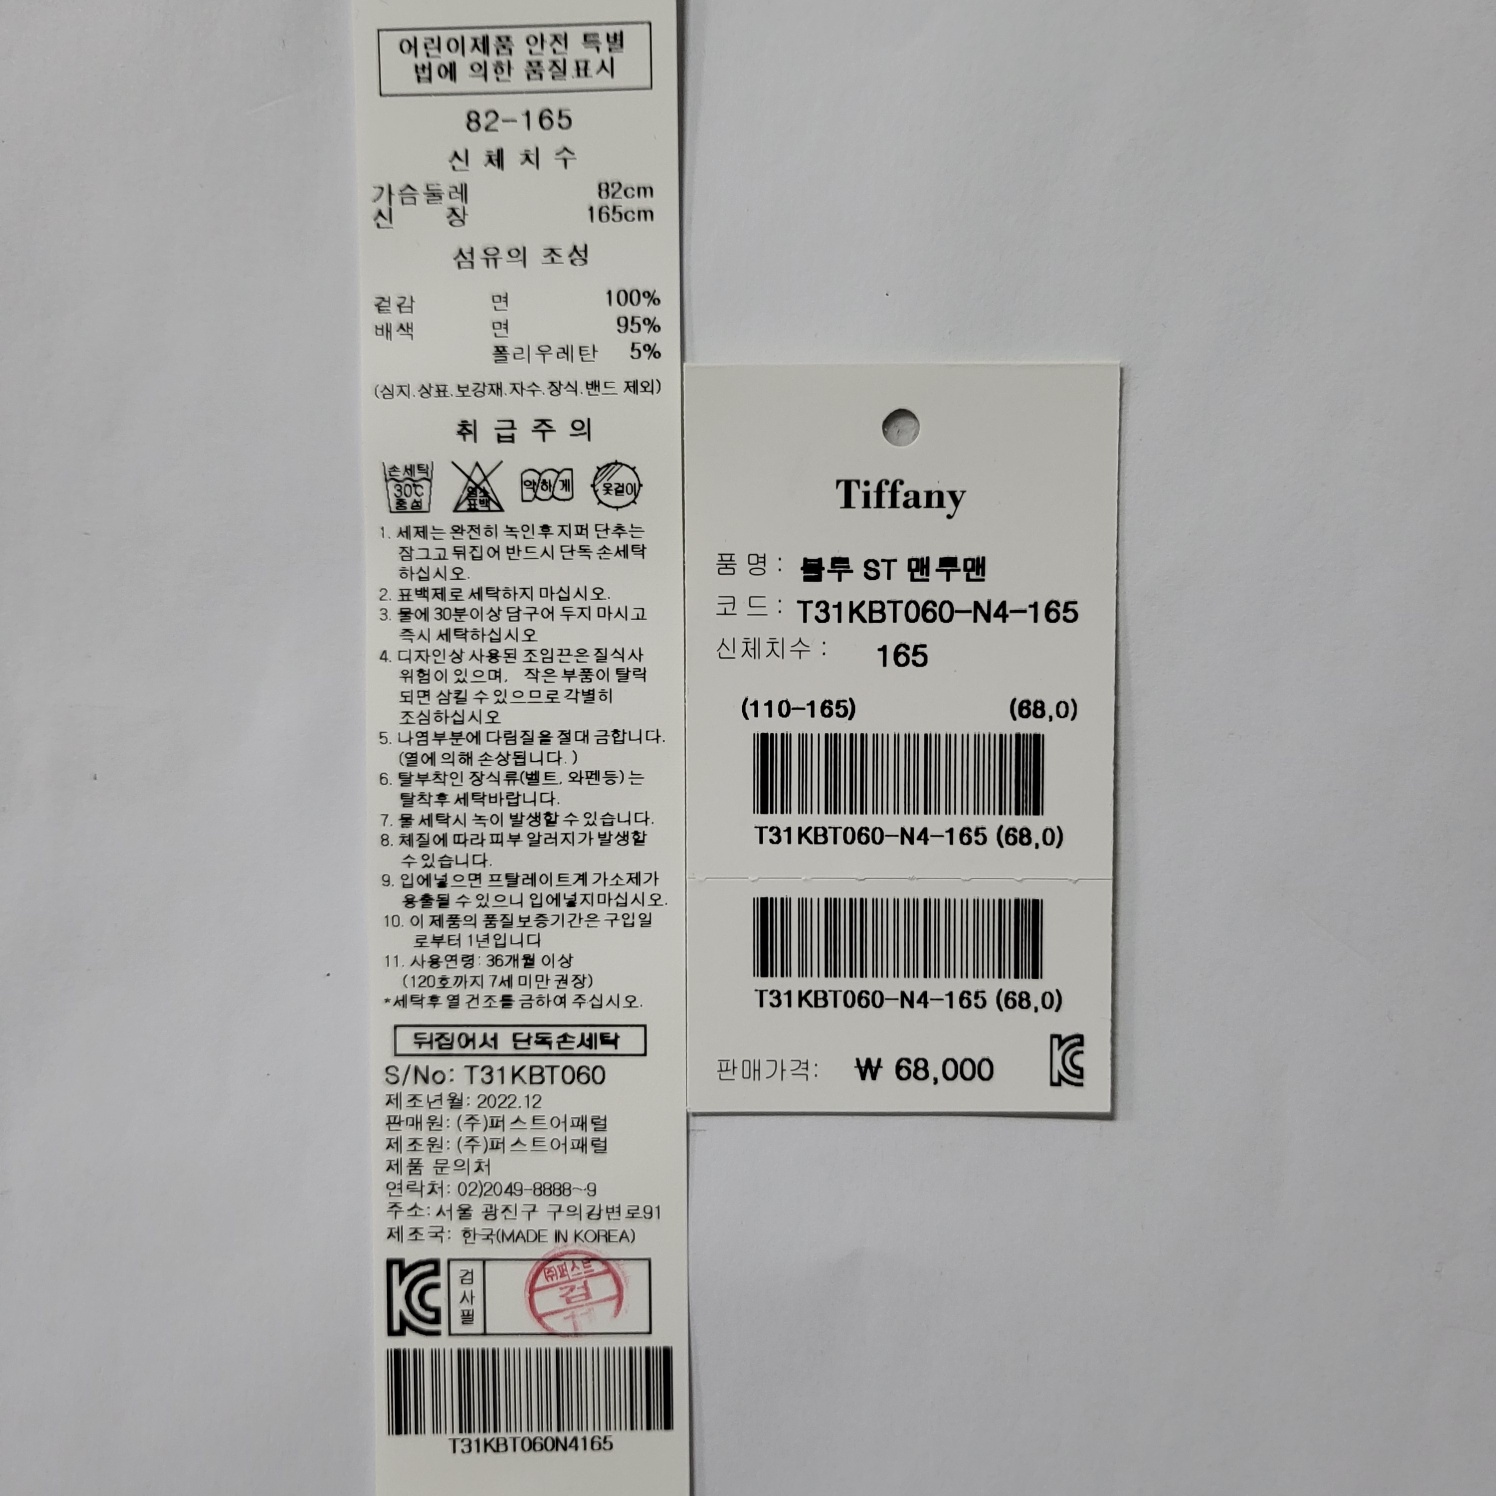 어린이제품 안전 특별
법에 의한 품질표시
82-165
신 체 치 수
가슴둘레 82cm
신 장 165cm
섬유의 조성
겉감 면 100%
배색 면 95%
폴리우레탄 5%
(심지.상표.보강재.자수.장식.밴드 제외)
취 급 주 의
손세탁 30℃ 중성
염소 표백
약하게
옷걸이
1. 세제는 완전히 녹인후 지퍼 단추는
잠그고 뒤집어 반드시 단독 손세탁
하십시오.
2. 표백제로 세탁하지 마십시오.
3. 물에 30분이상 담구어 두지 마시고
즉시 세탁하십시오
4. 디자인상 사용된 조임끈은 질식사
위험이 있으며, 작은 부품이 탈락
되면 삼킬 수 있으므로 각별히
조심하십시오
5. 나염부분에 다림질을 절대 금합니다.
(열에 의해 손상됩니다.)
6. 탈부착인 장식류(벨트, 와펜등) 는
탈착후 세탁바랍니다.
7. 물 세탁시 녹이 발생할 수 있습니다.
8. 체질에 따라 피부 알러지가 발생할
수 있습니다.
9. 입에넣으면 프탈레이트계 가소제가
용출될 수 있으니 입에넣지마십시오.
10. 이 제품의 품질보증기간은 구입일
로부터 1년입니다
11. 사용연령: 36개월 이상
(120호까지 7세 미만 권장)
*세탁후 열 건조를 금하여 주십시오.
뒤집어서 단독손세탁
S/No: T31KBT060
제조년월: 2022.12
판매원: (주)퍼스트어패럴
제조원: (주)퍼스트어패럴
제품 문의처
연락처: 02)2049-8888~9
주소: 서울 광진구 구의강변로91
제조국: 한국(MADE IN KOREA)
KC 검사필 ㈜퍼스트 검
T31KBT060N4165
Tiffany
품 명 : 블루 ST 맨투맨
코 드 : T31KBT060-N4-165
신체치수 : 165
(110-165) (68,0)
T31KBT060-N4-165 (68,0)
T31KBT060-N4-165 (68,0)
판매가격: ₩ 68,000 KC